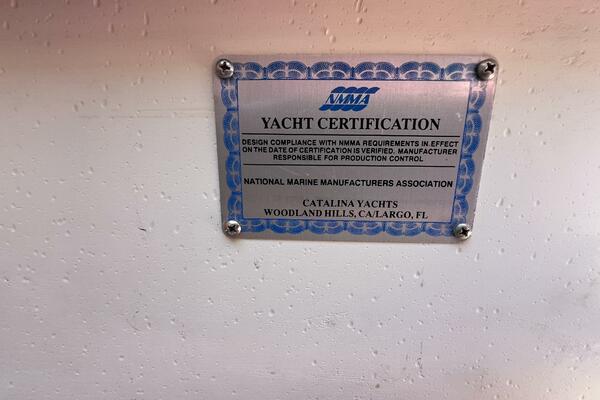 NMMA
YACHT CERTIFICATION
DESIGN COMPLIANCE WITH NMMA REQUIREMENTS IN EFFECT
ON THE DATE OF CERTIFICATION IS VERIFIED. MANUFACTURER
RESPONSIBLE FOR PRODUCTION CONTROL
NATIONAL MARINE MANUFACTURERS ASSOCIATION
CATALINA YACHTS
WOODLAND HILLS, CA/LARGO, FL